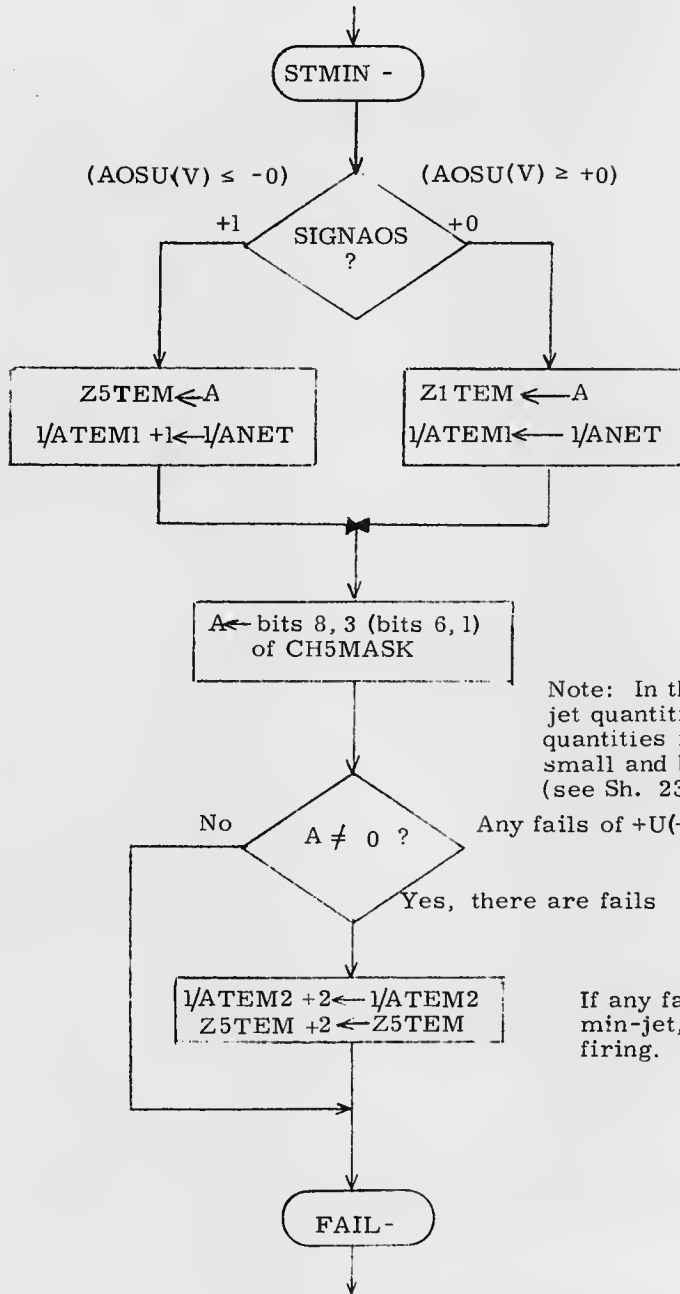 STMIN -
(AOSU(V) ≤ -0)
(AOSU(V) ≥ +0)
+1
SIGNAOS
?
+0
Z5TEM←A
1/ATEM1 +1←1/ANET
Z1TEM ← A
1/ATEM1← 1/ANET
A← bits 8, 3 (bits 6, 1)
of CH5MASK
Note: In th
jet quantiti
quantities
small and
(see Sh. 23
No
A ≠ 0 ?
Any fails of +U(-
Yes, there are fails
1/ATEM2 +2← 1/ATEM2
Z5TEM +2 ← Z5TEM
If any fa
min-jet,
firing.
FAIL-